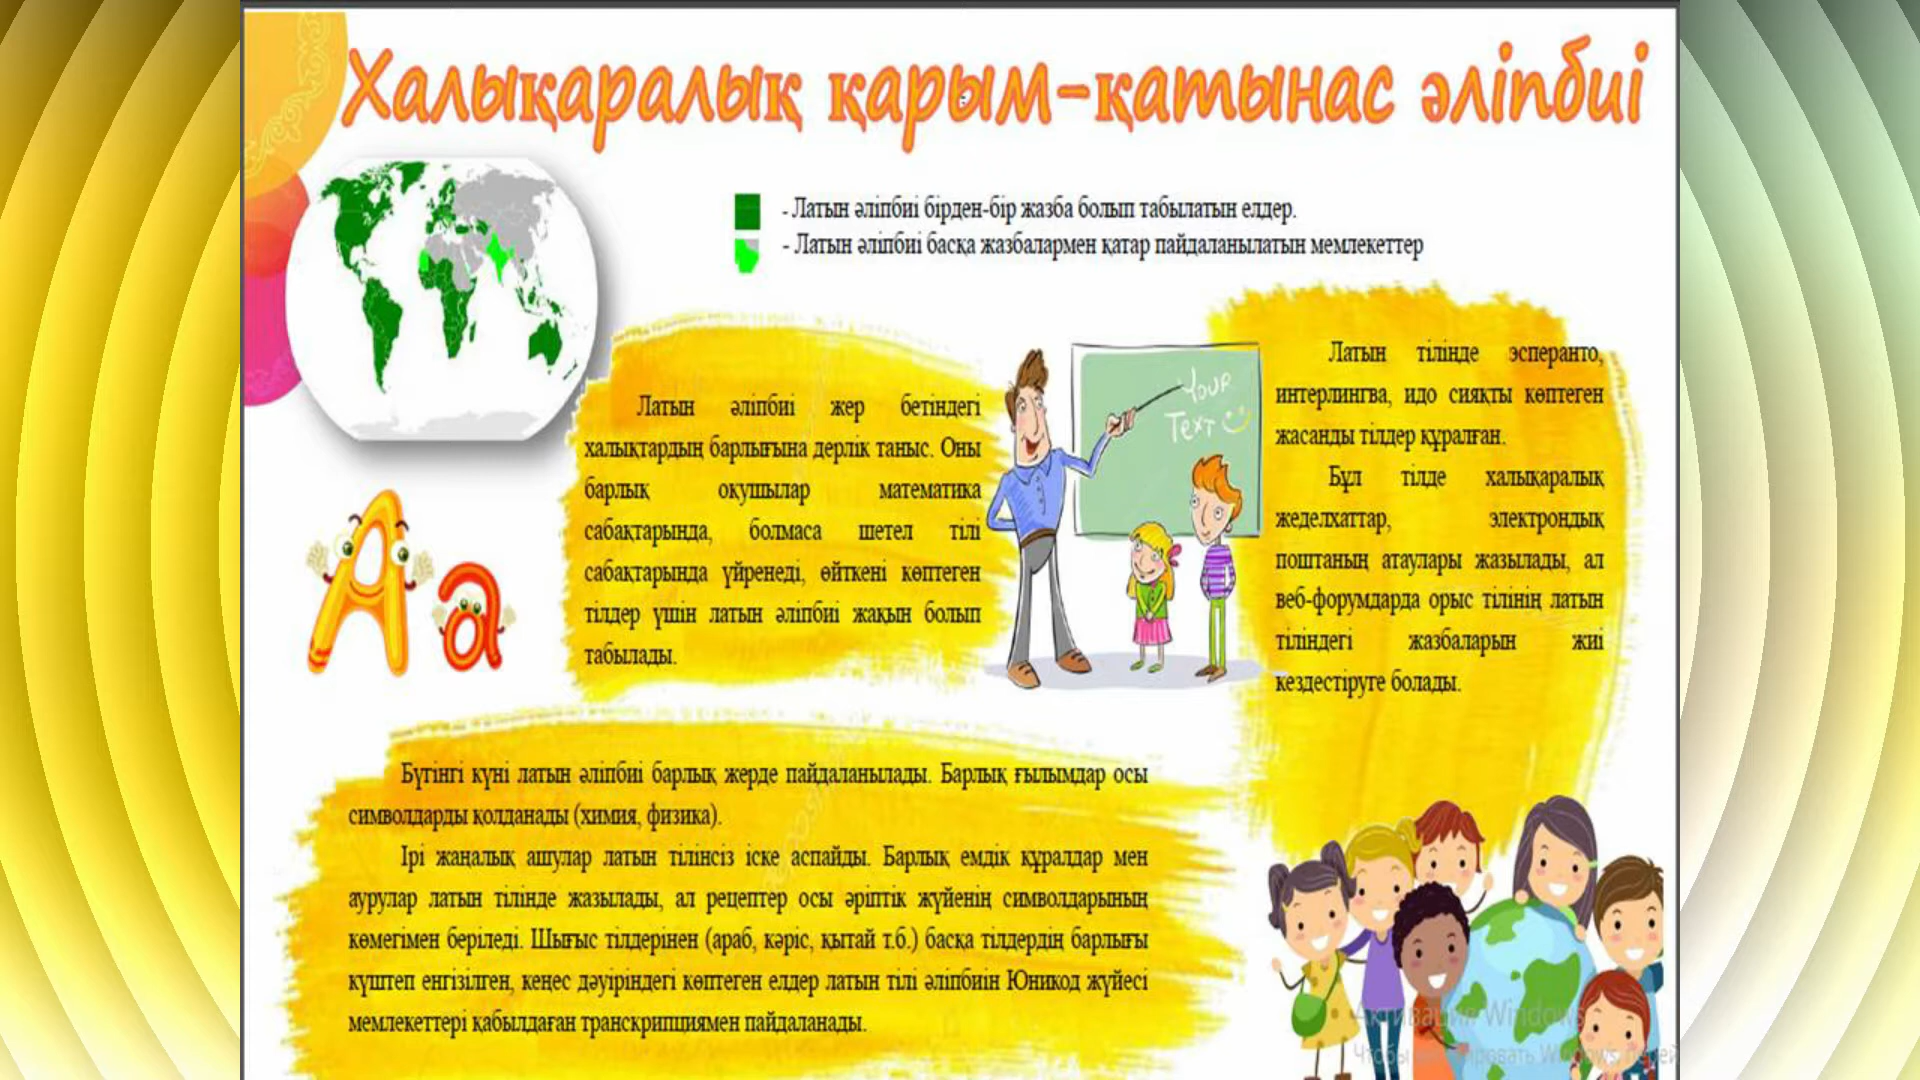 Халықаралық қарым-қатынас әліпбиі
- Латын әліпбиі бірден-бір жазба болып табылатын елдер.
- Латын әліпбиі басқа жазбалармен қатар пайдаланылатын мемлекеттер
Латын әліпбиі жер бетіндегі
халықтардың барлығына дерлік таныс. Оны
барлық оқушылар математика
сабақтарында, болмаса шетел тілі
сабақтарында үйренеді, өйткені көптеген
тілдер үшін латын әліпбиі жақын болып
табылады.
Your
Text
Латын тілінде эсперанто,
интерлингва, идо сияқты көптеген
жасанды тілдер құралған.
Бұл тілде халықаралық
жеделхаттар, электрондық
поштаның атаулары жазылады, ал
веб-форумдарда орыс тілінің латын
тіліндегі жазбаларын жиі
кездестіруге болады.
Аа
Бүгінгі күні латын әліпбиі барлық жерде пайдаланылады. Барлық ғылымдар осы
символдарды қолданады (химия, физика).
Ірі жаңалық ашулар латын тілінсіз іске аспайды. Барлық емдік құралдар мен
аурулар латын тілінде жазылады, ал рецептер осы әріптік жүйенің символдарының
көмегімен беріледі. Шығыс тілдерінен (араб, кәріс, қытай т.б.) басқа тілдердің барлығы
күштеп енгізілген, кеңес дәуіріндегі көптеген елдер латын тілі әліпбиін Юникод жүйесі
мемлекеттері қабылдаған транскрипциямен пайдаланады.
Активация Windows
Чтобы